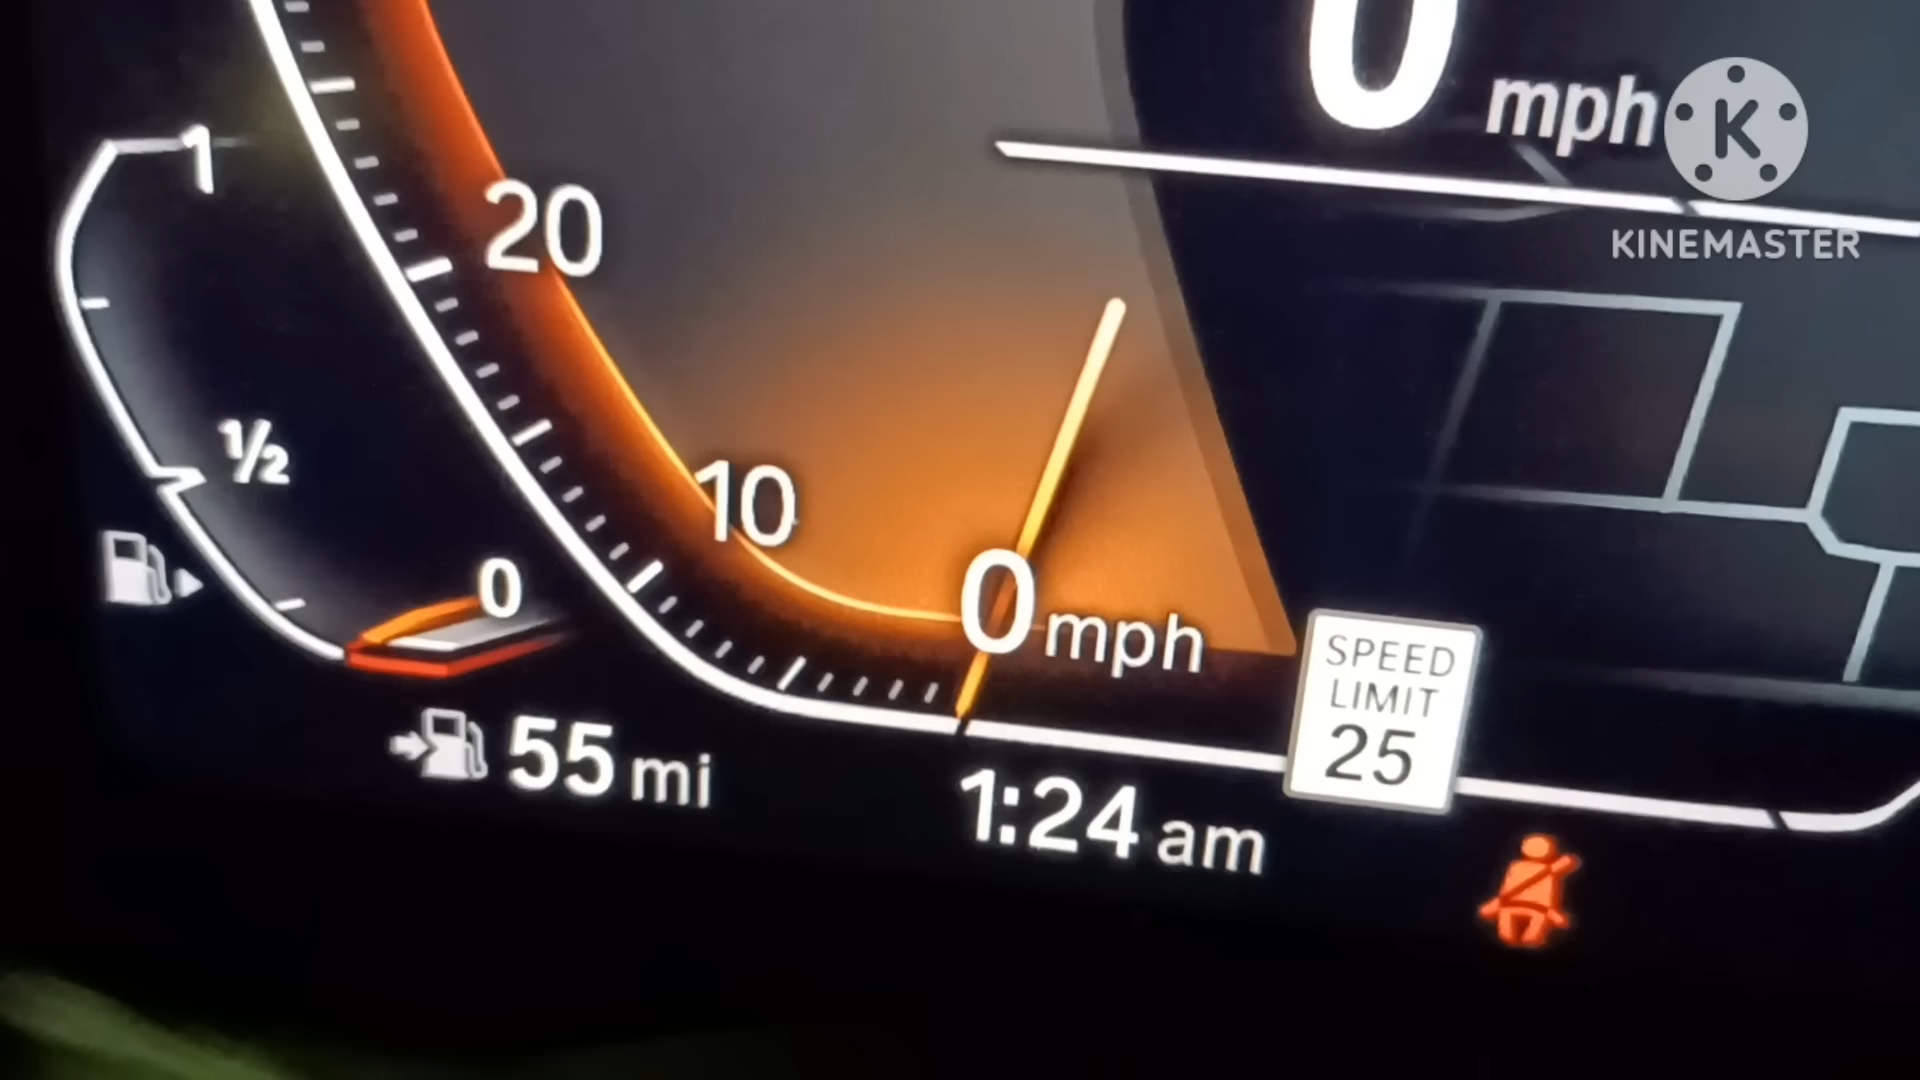 0 mph
K
KINEMASTER
1
20
½
10
0
0 mph
SPEED
LIMIT
25
55 mi
1:24 am